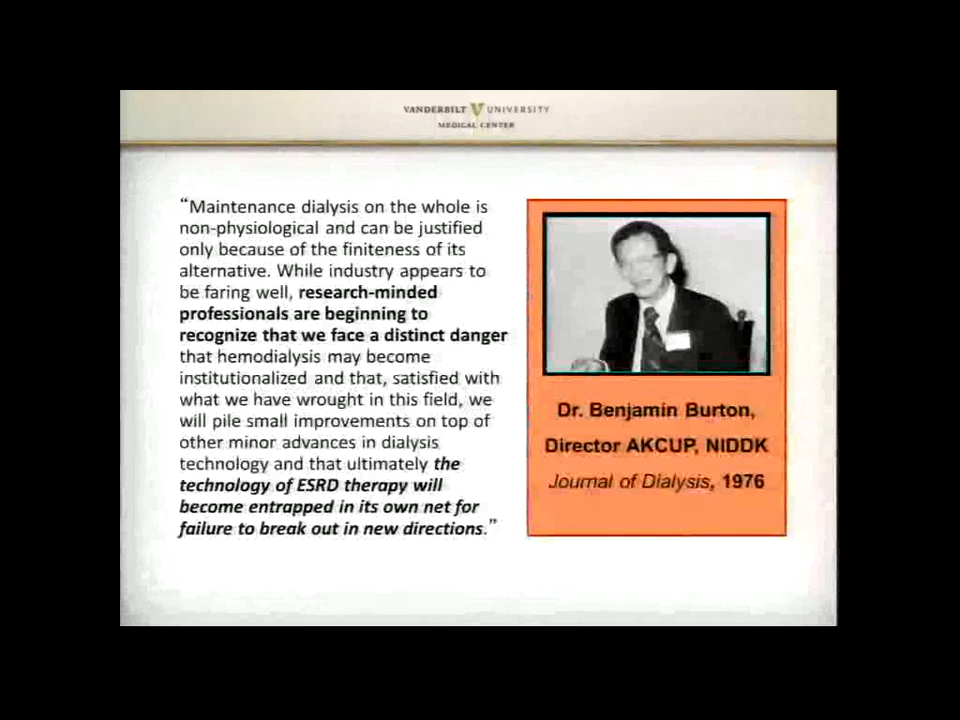 VANDERBILT V UNIVERSITY
MEDICAL CENTER
“Maintenance dialysis on the whole is
non-physiological and can be justified
only because of the finiteness of its
alternative. While industry appears to
be faring well, research-minded
professionals are beginning to
recognize that we face a distinct danger
that hemodialysis may become
institutionalized and that, satisfied with
what we have wrought in this field, we
will pile small improvements on top of
other minor advances in dialysis
technology and that ultimately the
technology of ESRD therapy will
become entrapped in its own net for
failure to break out in new directions.”
Dr. Benjamin Burton,
Director AKCUP, NIDDK
Journal of Dialysis, 1976